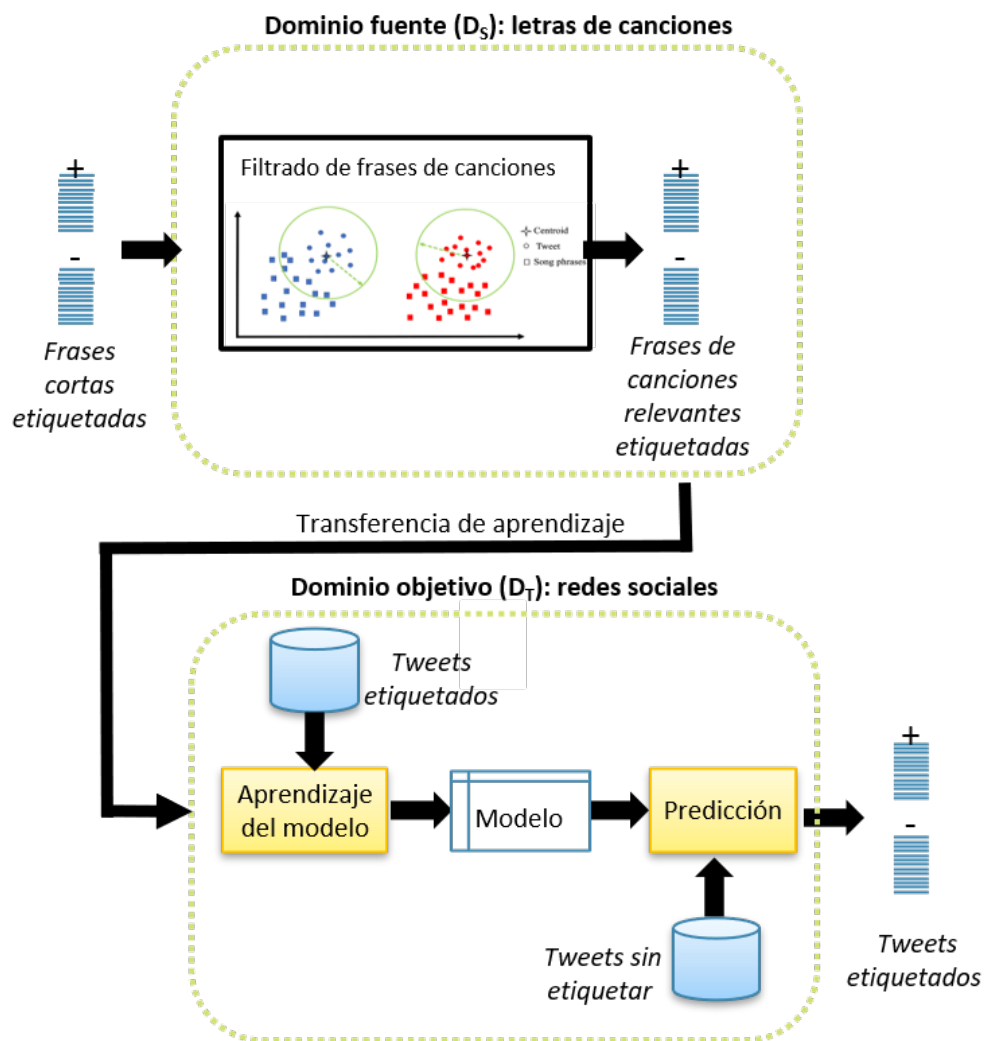 Dominio fuente (DS): letras de canciones
+
-
Frases
cortas
etiquetadas
Filtrado de frases de canciones
Centroid
Tweet
Song phrases
+
-
Frases de
canciones
relevantes
etiquetadas
Transferencia de aprendizaje
Dominio objetivo (DT): redes sociales
Tweets
etiquetados
Aprendizaje
del modelo
Modelo
Predicción
Tweets sin
etiquetar
+
-
Tweets
etiquetados